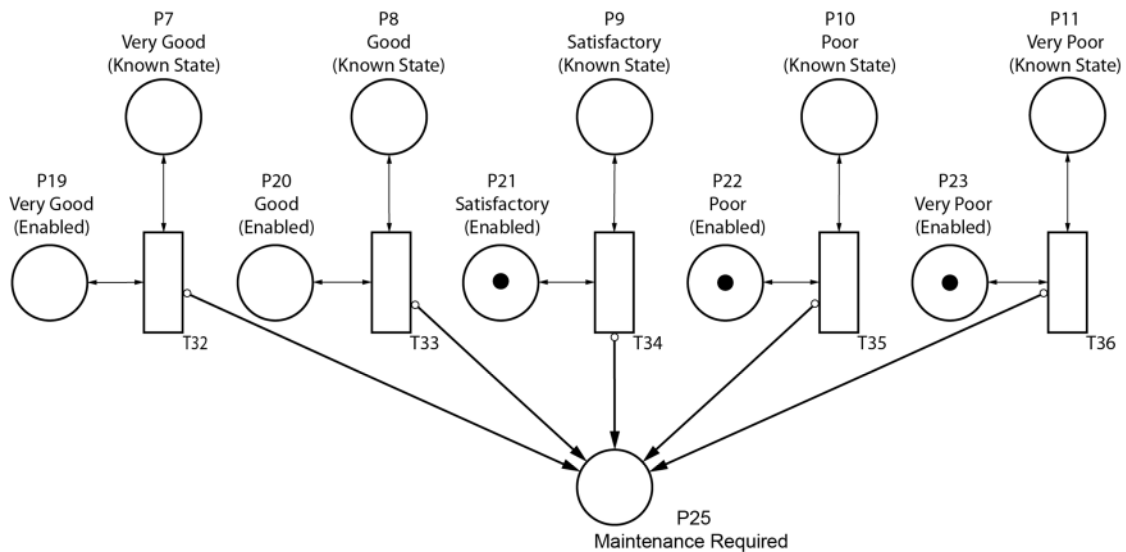 P7
Very Good
(Known State)
P8
Good
(Known State)
P9
Satisfactory
(Known State)
P10
Poor
(Known State)
P11
Very Poor
(Known State)
P19
Very Good
(Enabled)
P20
Good
(Enabled)
P21
Satisfactory
(Enabled)
P22
Poor
(Enabled)
P23
Very Poor
(Enabled)
T32
T33
T34
T35
T36
P25
Maintenance Required